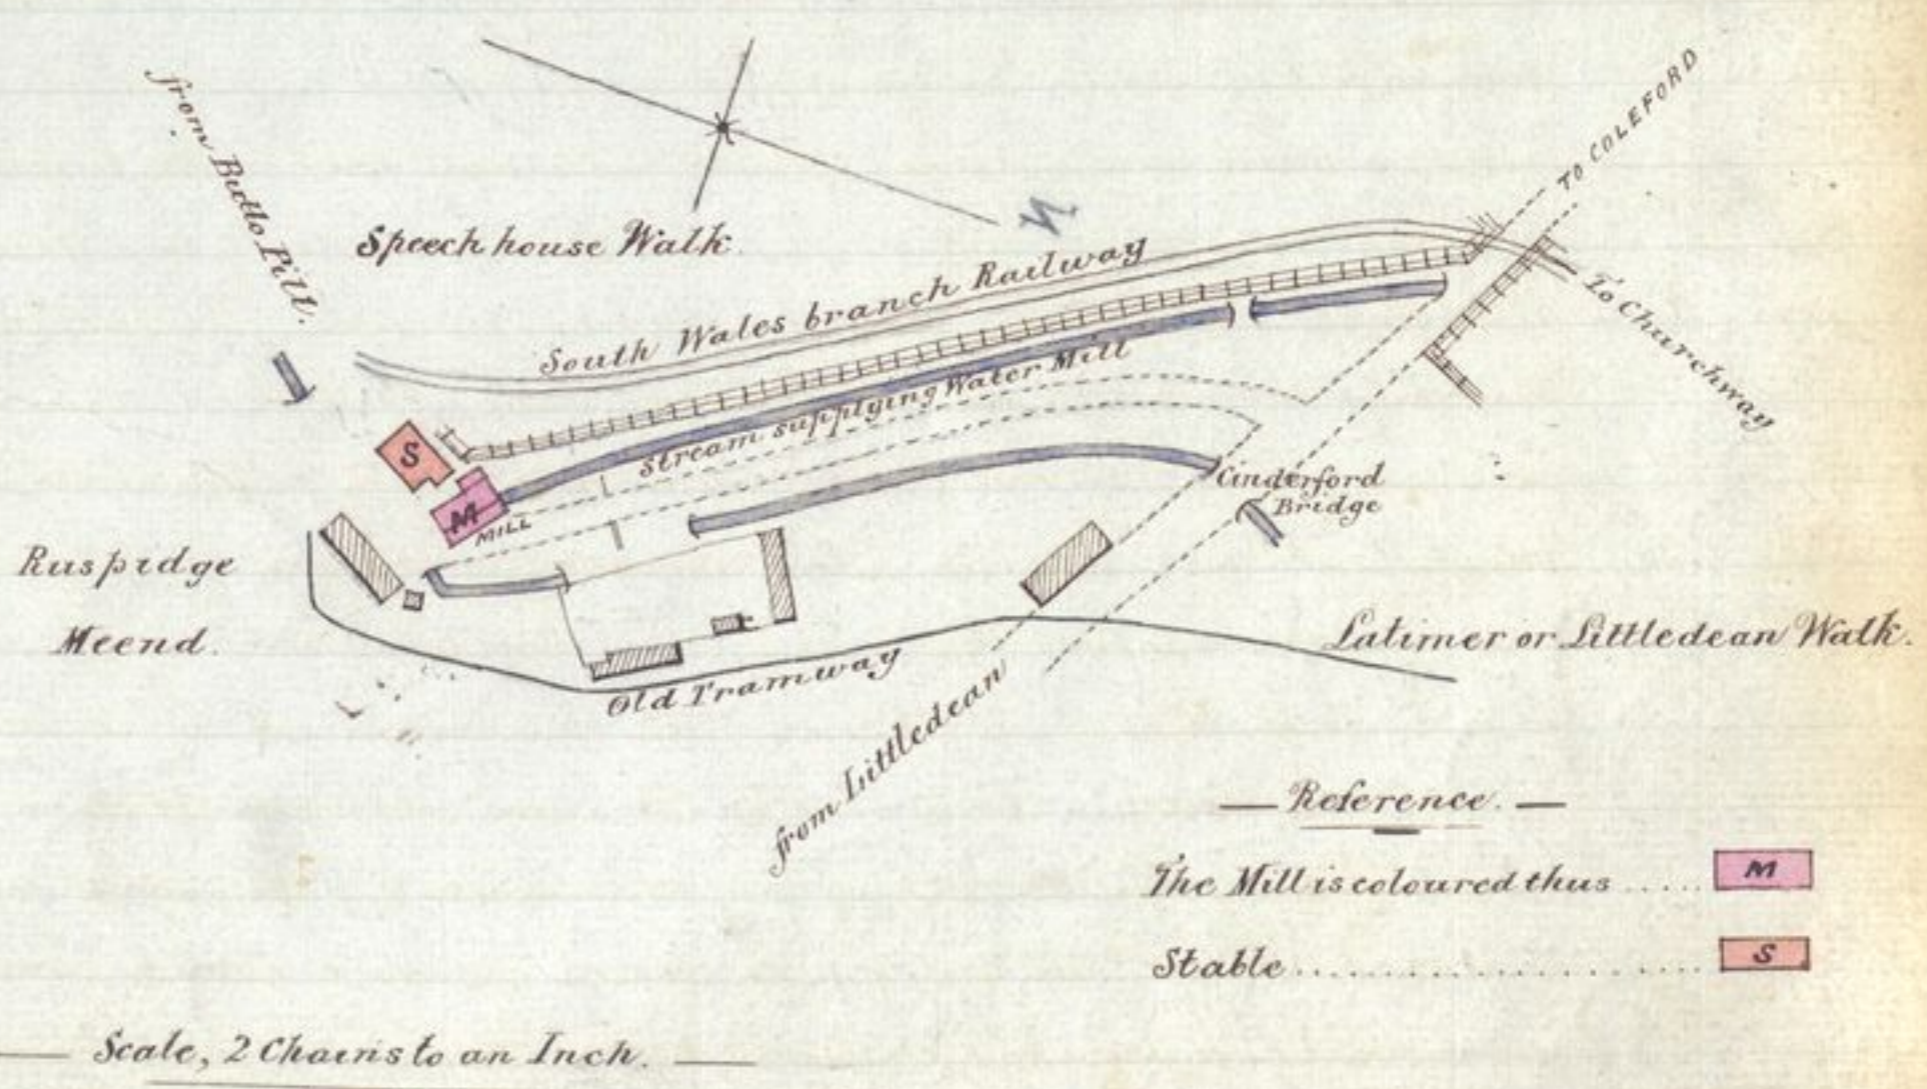 from Bullo Pill.
Speech house Walk.
N
TO COLEFORD
South Wales branch Railway
To Churchway
Stream supplying Water Mill
S
M
MILL
Cinderford
Bridge
Ruspidge
Meend.
Latimer or Littledean Walk.
Old Tramway
from Littledean
Reference.
The Mill is coloured thus ..... M
Stable ..................... S
Scale, 2 Chains to an Inch.